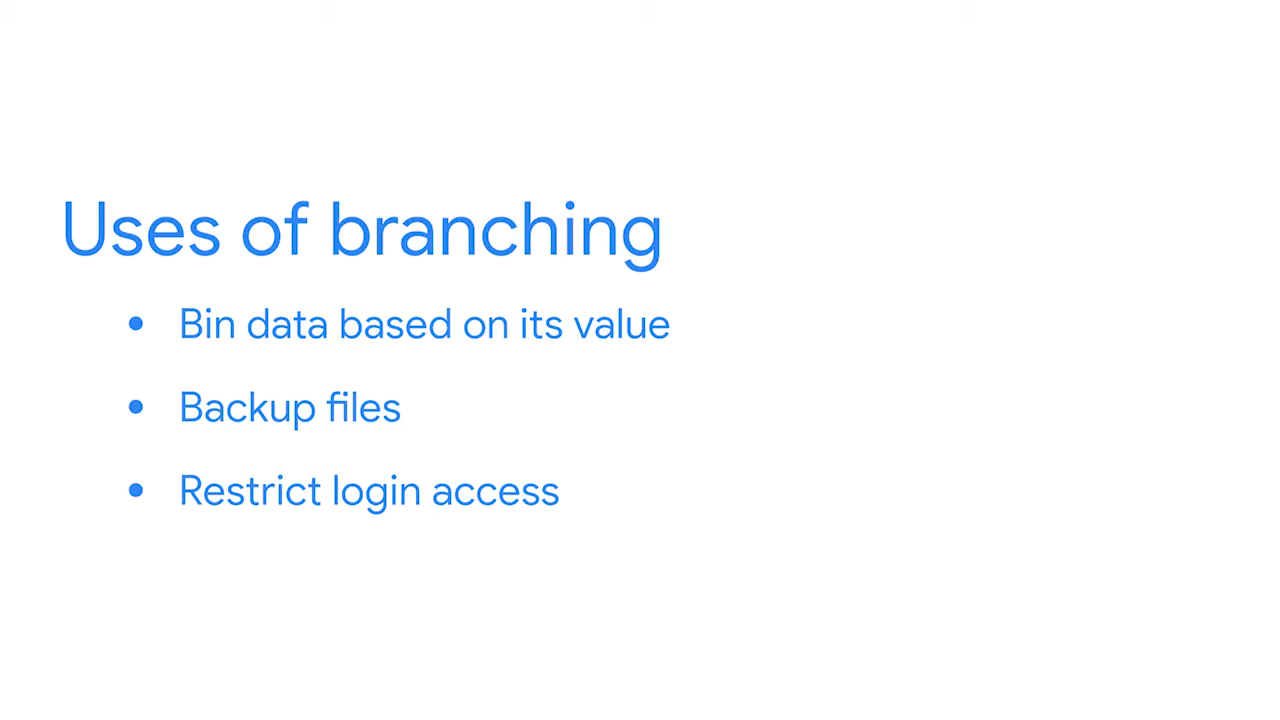 Uses of branching
• Bin data based on its value
• Backup files
• Restrict login access